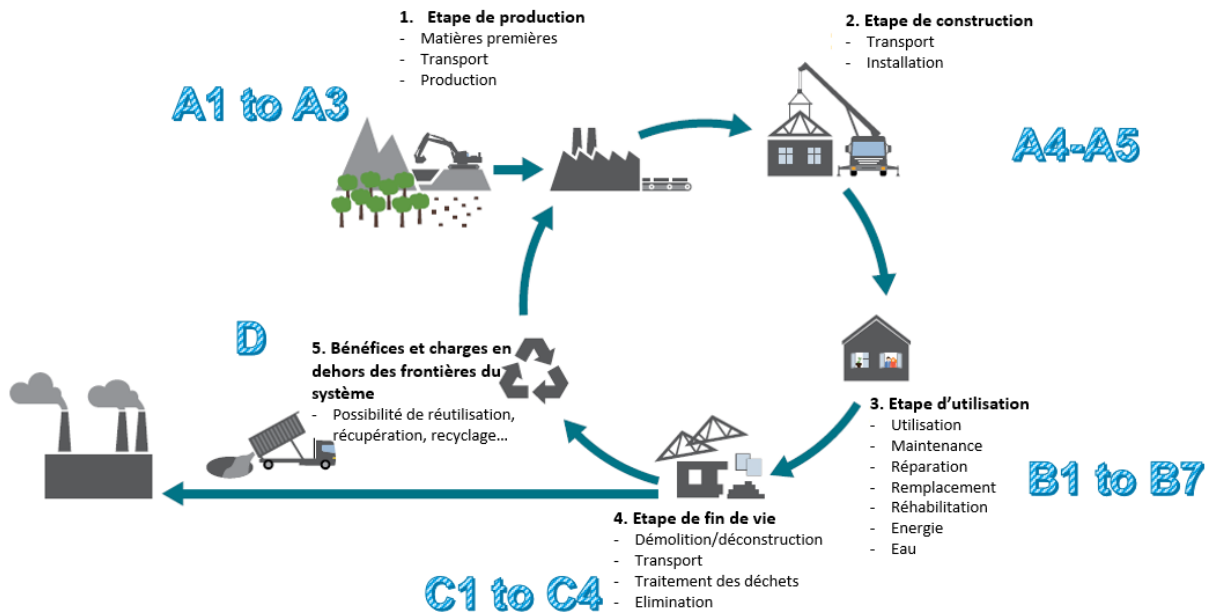 1. Etape de production
- Matières premières
- Transport
- Production
A1 to A3
2. Etape de construction
- Transport
- Installation
A4-A5
3. Etape d'utilisation
- Utilisation
- Maintenance
- Réparation
- Remplacement
- Réhabilitation
- Energie
- Eau
B1 to B7
4. Etape de fin de vie
- Démolition/déconstruction
- Transport
- Traitement des déchets
- Elimination
C1 to C4
D
5. Bénéfices et charges en
dehors des frontières du
système
- Possibilité de réutilisation,
récupération, recyclage...